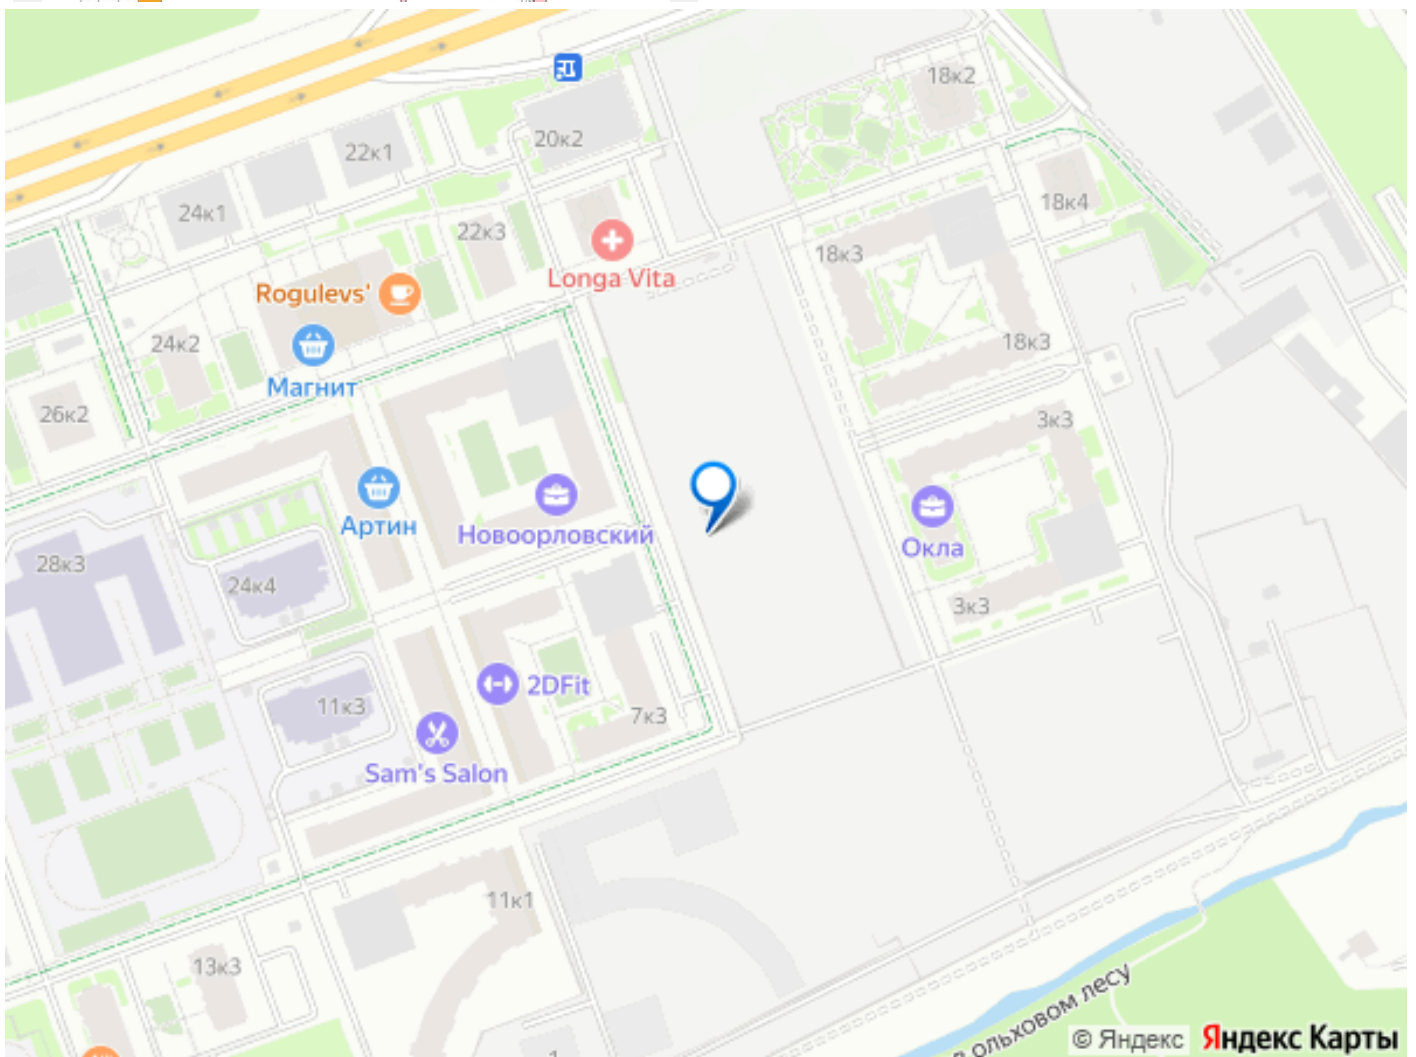 18к2
20к2
22к1
18к4
24к1
22к3
18к3
Longa Vita
Rogulevs'
24к2
18к3
Магнит
26к2
3к3
Артин
Новоорловский
Окла
28к3
24к4
3к3
2DFit
11к3
7к3
Sam's Salon
11к1
13к3
ольховом лесу
© Яндекс
Яндекс Карты
1